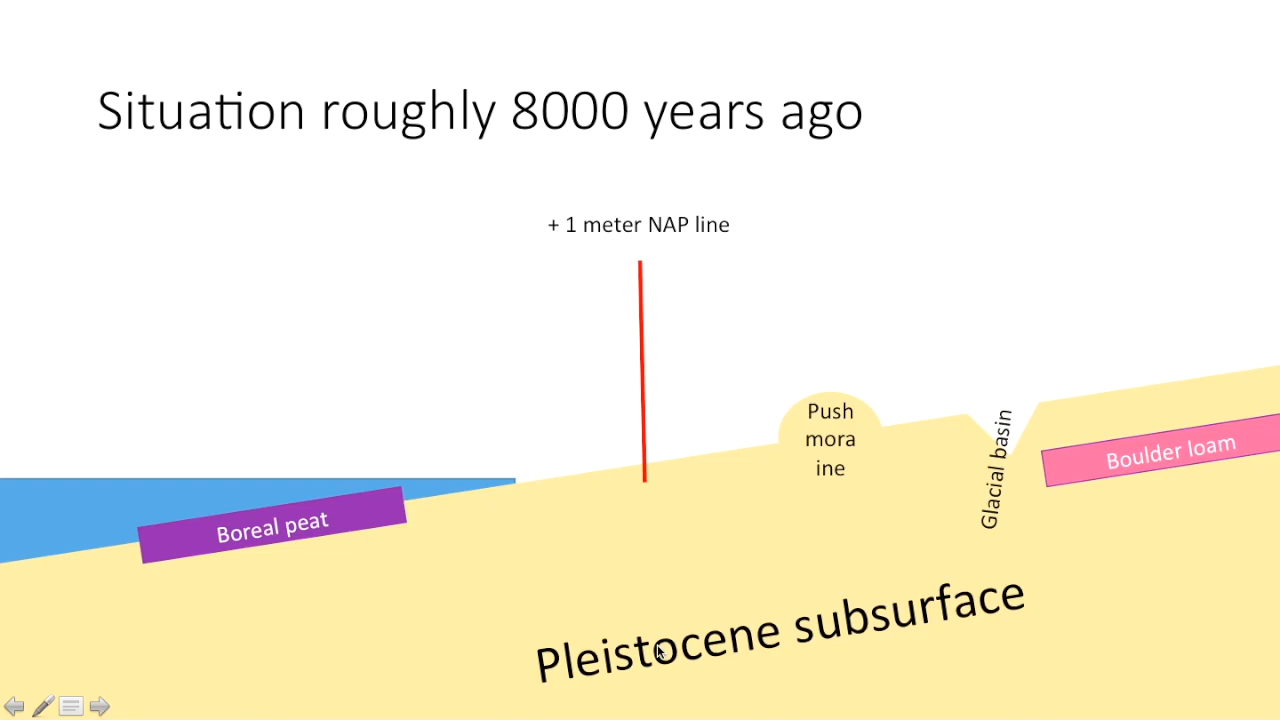 Situation roughly 8000 years ago
+ 1 meter NAP line
Push
mora
ine
Glacial basin
Boulder loam
Boreal peat
Pleistocene subsurface